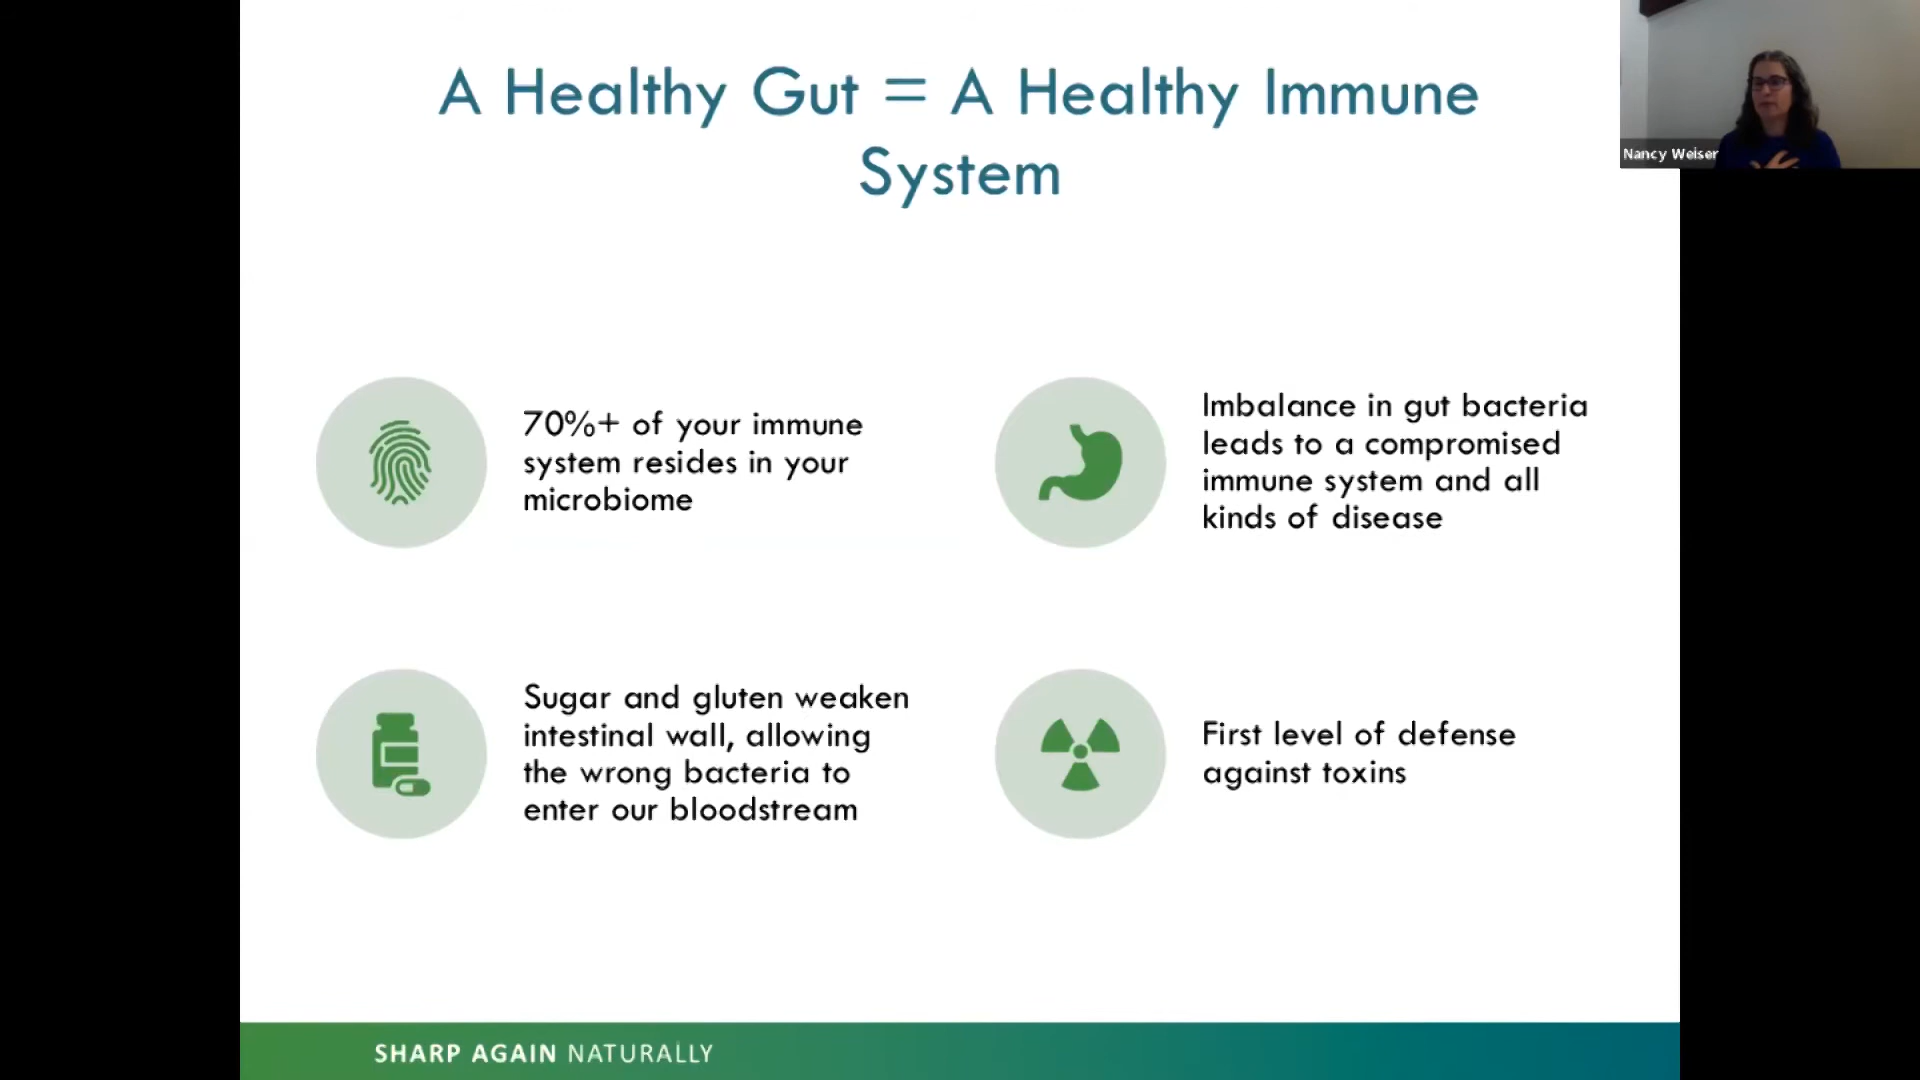 A Healthy Gut = A Healthy Immune
System
Nancy Weiser
70%+ of your immune
system resides in your
microbiome
Imbalance in gut bacteria
leads to a compromised
immune system and all
kinds of disease
Sugar and gluten weaken
intestinal wall, allowing
the wrong bacteria to
enter our bloodstream
First level of defense
against toxins
SHARP AGAIN NATURALLY